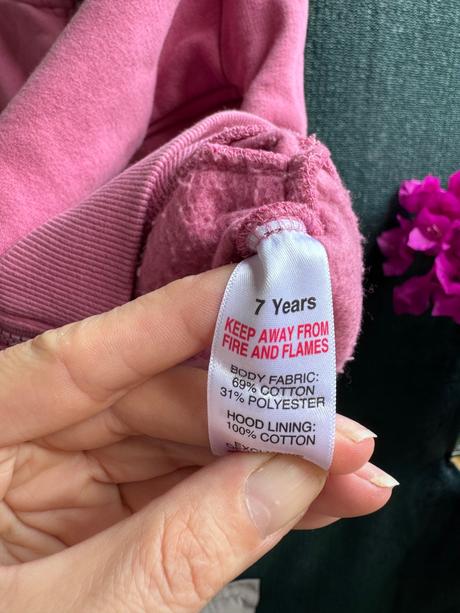 7 Years
KEEP AWAY FROM
FIRE AND FLAMES
BODY FABRIC:
69% COTTON
31% POLYESTER
HOOD LINING:
100% COTTON